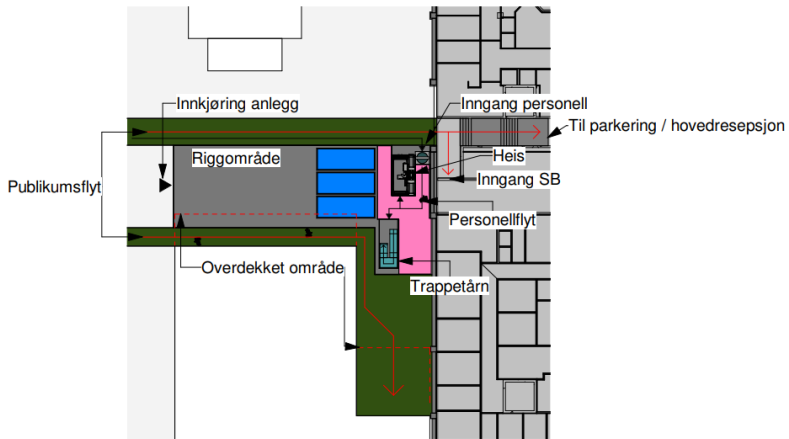 Innkjøring anlegg
Inngang personell
Til parkering / hovedresepsjon
Riggområde
Heis
Publikumsflyt
Inngang SB
Personellflyt
Overdekket område
Trappetårn